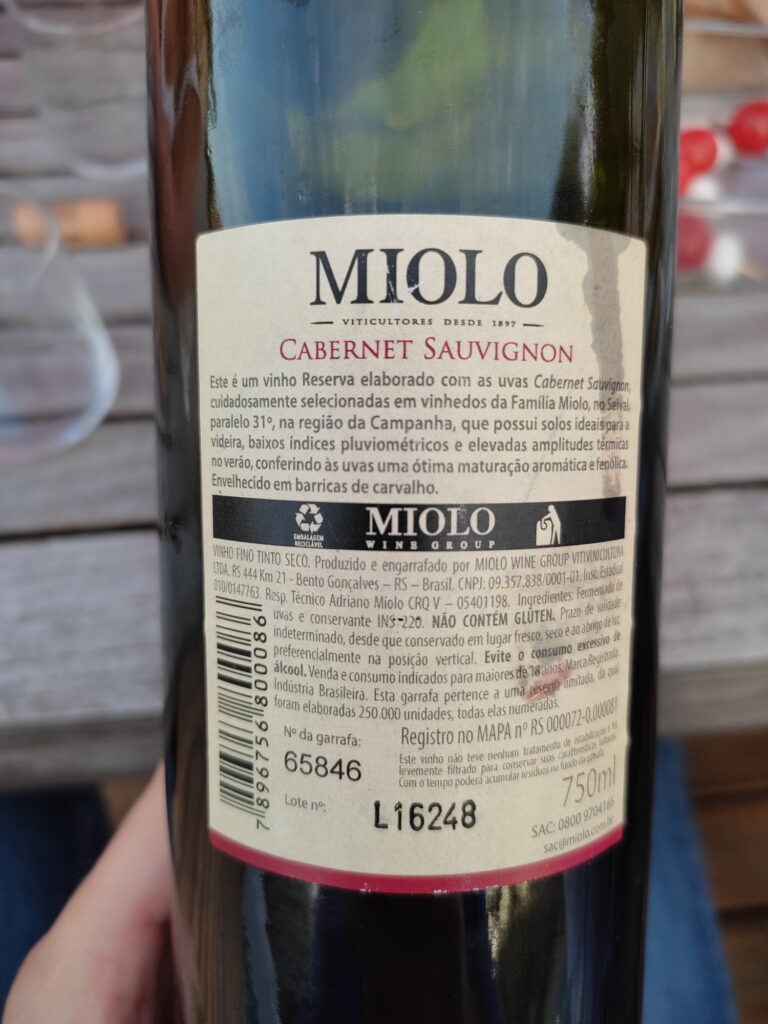 MIOLO
VITICULTORES DESDE 1897
CABERNET SAUVIGNON
Este é um vinho Reserva elaborado com as uvas Cabernet Sauvignon,
cuidadosamente selecionadas em vinhedos da Família Miolo, no Seival,
paralelo 31º, na região da Campanha, que possui solos ideais para a
videira, baixos índices pluviométricos e elevadas amplitudes térmicas
no verão, conferindo às uvas uma ótima maturação aromática e fenólica.
Envelhecido em barricas de carvalho.
EMBALAGEM
RECICLÁVEL
MIOLO
WINE GROUP
VINHO FINO TINTO SECO. Produzido e engarrafado por MIOLO WINE GROUP VITIVINICULTURA
LTDA. RS 444 Km 21 - Bento Gonçalves – RS – Brasil. CNPJ: 09.357.838/0001-01. Insc. Estadual
010/0147763. Resp. Técnico Adriano Miolo CRQ V – 05401198. Ingredientes: Fermentado de
uvas e conservante INS-220. NÃO CONTÉM GLÚTEN. Prazo de validade
indeterminado, desde que conservado em lugar fresco, seco e ao abrigo de luz,
preferencialmente na posição vertical. Evite o consumo excessivo de
álcool. Venda e consumo indicados para maiores de 18 anos. Marca Registrada.
Indústria Brasileira. Esta garrafa pertence a uma reserva limitada, da qual
foram elaboradas 250.000 unidades, todas elas numeradas.
Nº da garrafa:
65846
Registro no MAPA nº RS 000072-0.000081
Este vinho não teve nenhum tratamento de estabilização e foi
levemente filtrado para conservar suas características naturais.
Com o tempo poderá acumular resíduos no fundo da garrafa.
Lote nº:
L16248
750ml
SAC: 0800 9704165
sac@miolo.com.br
7 896756 800086